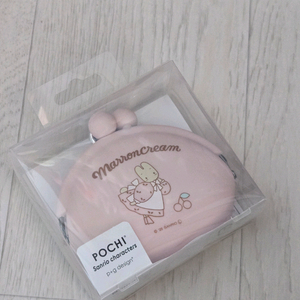 MARRONCREAM
POCHI
Sanrio characters
p+g design